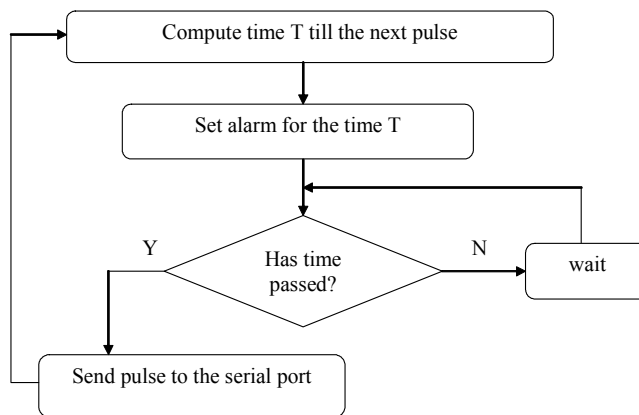 Compute time T till the next pulse
Set alarm for the time T
Y
N
Has time
passed?
wait
Send pulse to the serial port